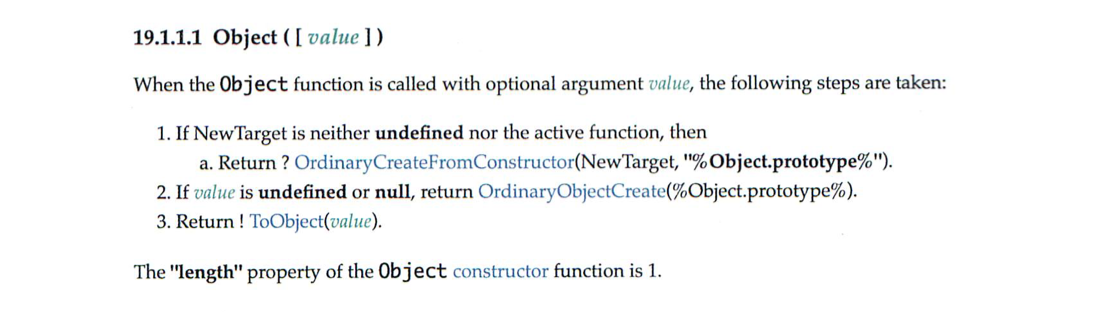 19.1.1.1 Object ( [ value ] )
When the Object function is called with optional argument value, the following steps are taken:
1. If NewTarget is neither undefined nor the active function, then
a. Return ? OrdinaryCreateFromConstructor(NewTarget, "%Object.prototype%").
2. If value is undefined or null, return OrdinaryObjectCreate(%Object.prototype%).
3. Return ! ToObject(value).
The "length" property of the Object constructor function is 1.